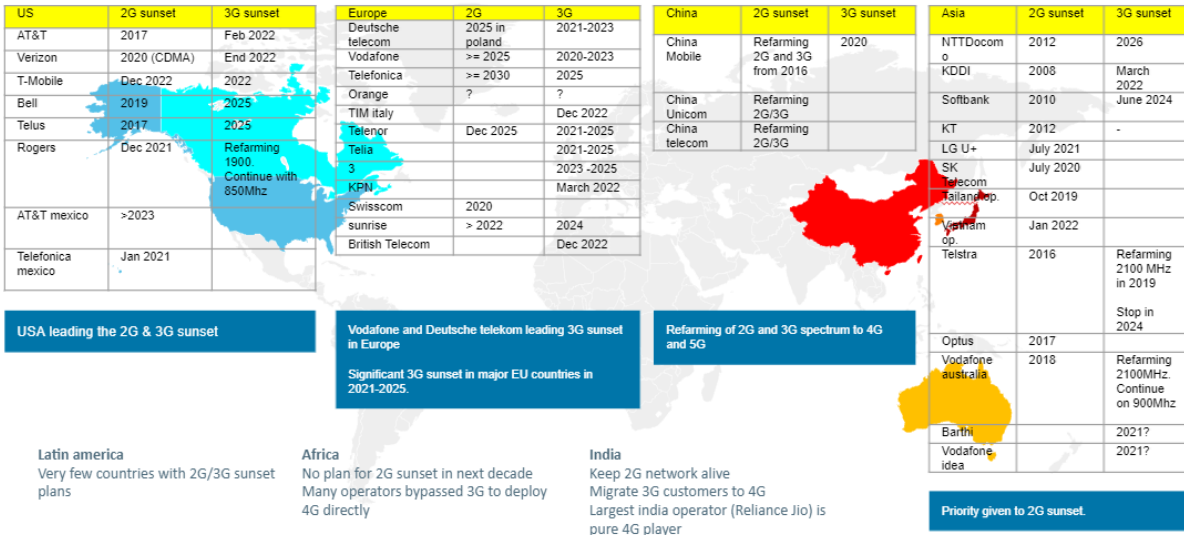 US 2G sunset 3G sunset
AT&T 2017 Feb 2022
Verizon 2020 (CDMA) End 2022
T-Mobile Dec 2022 2022
Bell 2019 2025
Telus 2017 2025
Rogers Dec 2021 Refarming
1900.
Continue with
850Mhz
AT&T mexico >2023
Telefonica Jan 2021
mexico
USA leading the 2G & 3G sunset
Europe 2G 3G
Deutsche 2025 in 2021-2023
telecom poland
Vodafone >= 2025 2020-2023
Telefonica >= 2030 2025
Orange ? ?
TIM italy Dec 2022
Telenor Dec 2025 2021-2025
Telia 2021-2025
3 2023 -2025
KPN March 2022
Swisscom 2020
sunrise > 2022 2024
British Telecom Dec 2022
Vodafone and Deutsche telekom leading 3G sunset
in Europe
Significant 3G sunset in major EU countries in
2021-2025.
China 2G sunset 3G sunset
China Refarming 2020
Mobile 2G and 3G
from 2016
China Refarming
Unicom 2G/3G
China Refarming
telecom 2G/3G
Refarming of 2G and 3G spectrum to 4G
and 5G
Asia 2G sunset 3G sunset
NTTDocom 2012 2026
o
KDDI 2008 March
2022
Softbank 2010 June 2024
KT 2012 -
LG U+ July 2021
SK July 2020
Telecom
Tailand op. Oct 2019
Vietnam Jan 2022
op.
Telstra 2016 Refarming
2100 MHz
in 2019
Stop in
2024
Optus 2017
Vodafone 2018 Refarming
australia 2100MHz.
Continue
on 900Mhz
Barthi 2021?
Vodafone 2021?
idea
Priority given to 2G sunset.
Latin america
Very few countries with 2G/3G sunset
plans
Africa
No plan for 2G sunset in next decade
Many operators bypassed 3G to deploy
4G directly
India
Keep 2G network alive
Migrate 3G customers to 4G
Largest india operator (Reliance Jio) is
pure 4G player